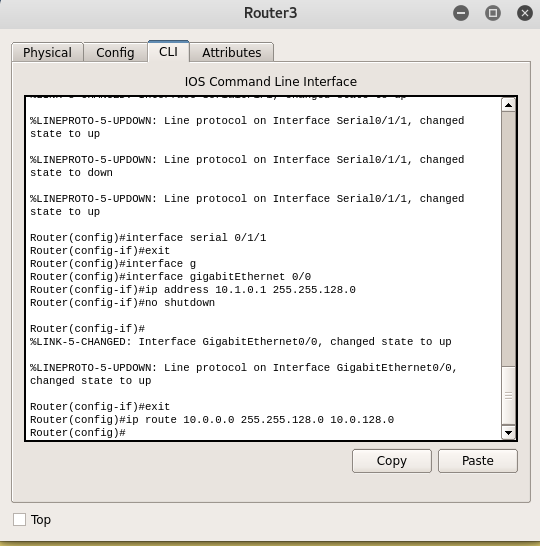 Router3
Physical Config CLI Attributes
IOS Command Line Interface
%LINEPROTO-5-UPDOWN: Line protocol on Interface Serial0/1/1, changed
state to up
%LINEPROTO-5-UPDOWN: Line protocol on Interface Serial0/1/1, changed
state to down
%LINEPROTO-5-UPDOWN: Line protocol on Interface Serial0/1/1, changed
state to up
Router(config)#interface serial 0/1/1
Router(config-if)#exit
Router(config)#interface g
Router(config)#interface gigabitEthernet 0/0
Router(config-if)#ip address 10.1.0.1 255.255.128.0
Router(config-if)#no shutdown
Router(config-if)#
%LINK-5-CHANGED: Interface GigabitEthernet0/0, changed state to up
%LINEPROTO-5-UPDOWN: Line protocol on Interface GigabitEthernet0/0,
changed state to up
Router(config-if)#exit
Router(config)#ip route 10.0.0.0 255.255.128.0 10.0.128.0
Router(config)#
Copy Paste
Top